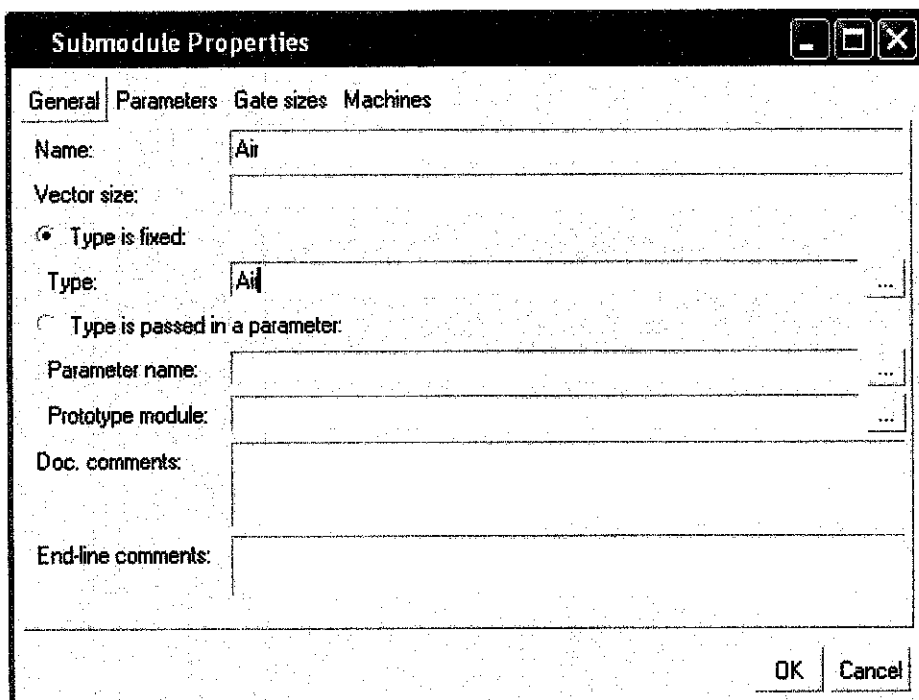 Submodule Properties
General Parameters Gate sizes Machines
Name: Air
Vector size:
Type is fixed:
Type: Air ...
Type is passed in a parameter:
Parameter name: ...
Prototype module: ...
Doc. comments:
End-line comments:
OK Cancel